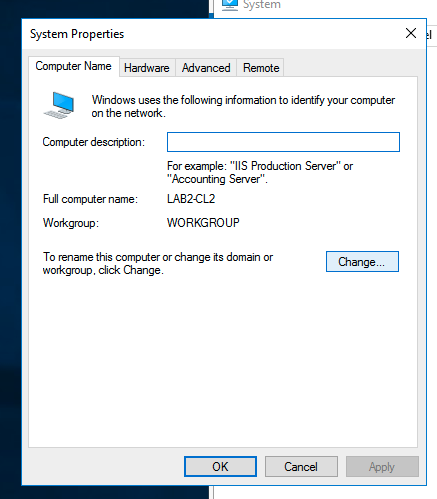 System
el
System Properties
Computer Name Hardware Advanced Remote
Windows uses the following information to identify your computer
on the network.
Computer description:
For example: "IIS Production Server" or
"Accounting Server".
Full computer name: LAB2-CL2
Workgroup: WORKGROUP
To rename this computer or change its domain or
workgroup, click Change.
Change...
OK Cancel Apply